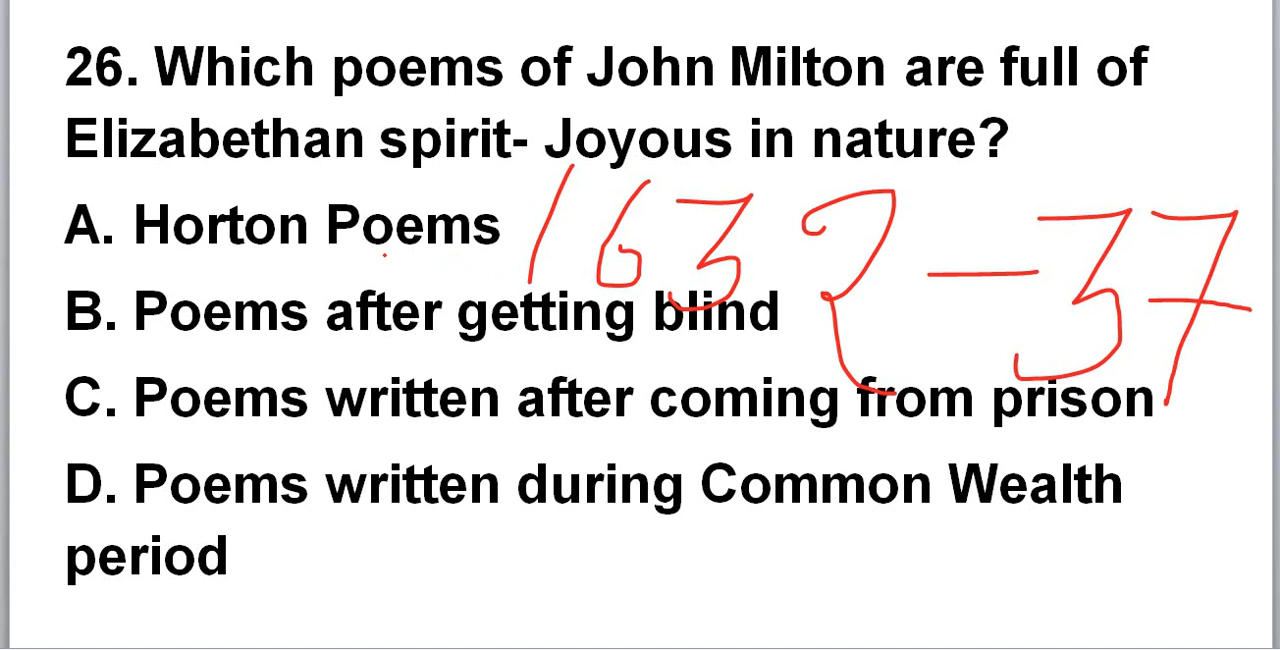 26. Which poems of John Milton are full of
Elizabethan spirit- Joyous in nature?
A. Horton Poems
1632-37
B. Poems after getting blind
C. Poems written after coming from prison
D. Poems written during Common Wealth
period